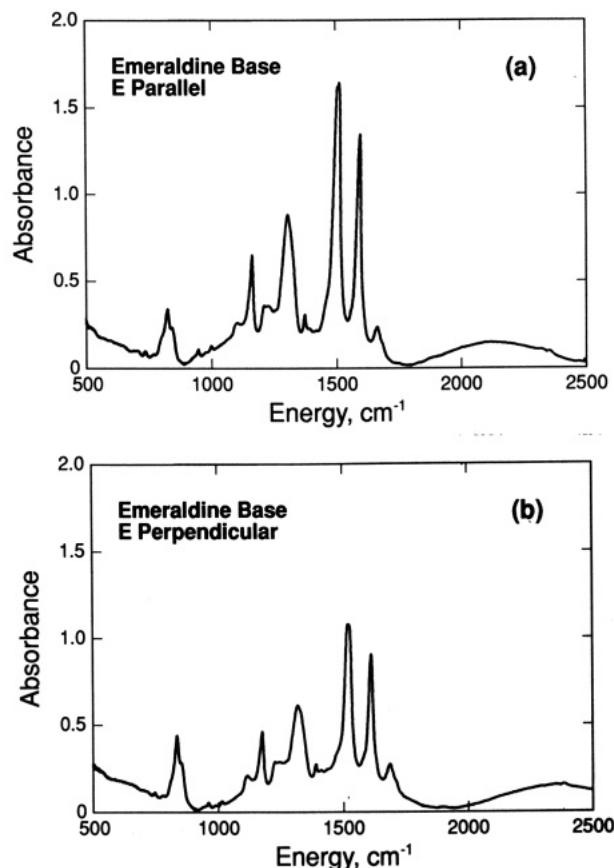 2.0
Emeraldine Base
E Parallel
(a)
1.5
1.0
0.5
0
Absorbance
500
1000
1500
2000
2500
Energy, cm-1
2.0
Emeraldine Base
E Perpendicular
(b)
1.5
1.0
0.5
0
Absorbance
500
1000
1500
2000
2500
Energy, cm-1